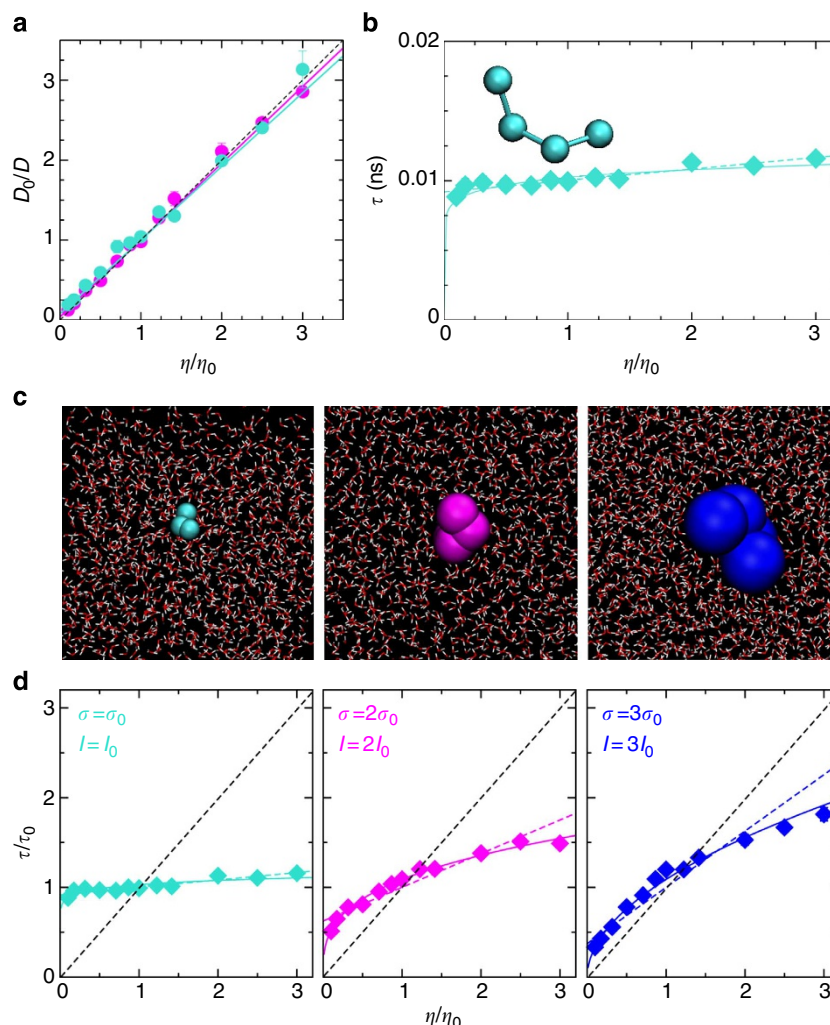 a
3
2
1
0
D₀/D
0 1 2 3
η/η₀
b
0.02
0.01
0
τ (ns)
0 1 2 3
η/η₀
c
d
3
2
1
0
τ/τ₀
σ=σ₀
l=l₀
σ=2σ₀
l=2l₀
σ=3σ₀
l=3l₀
0 1 2 3 0 1 2 3 0 1 2 3
η/η₀